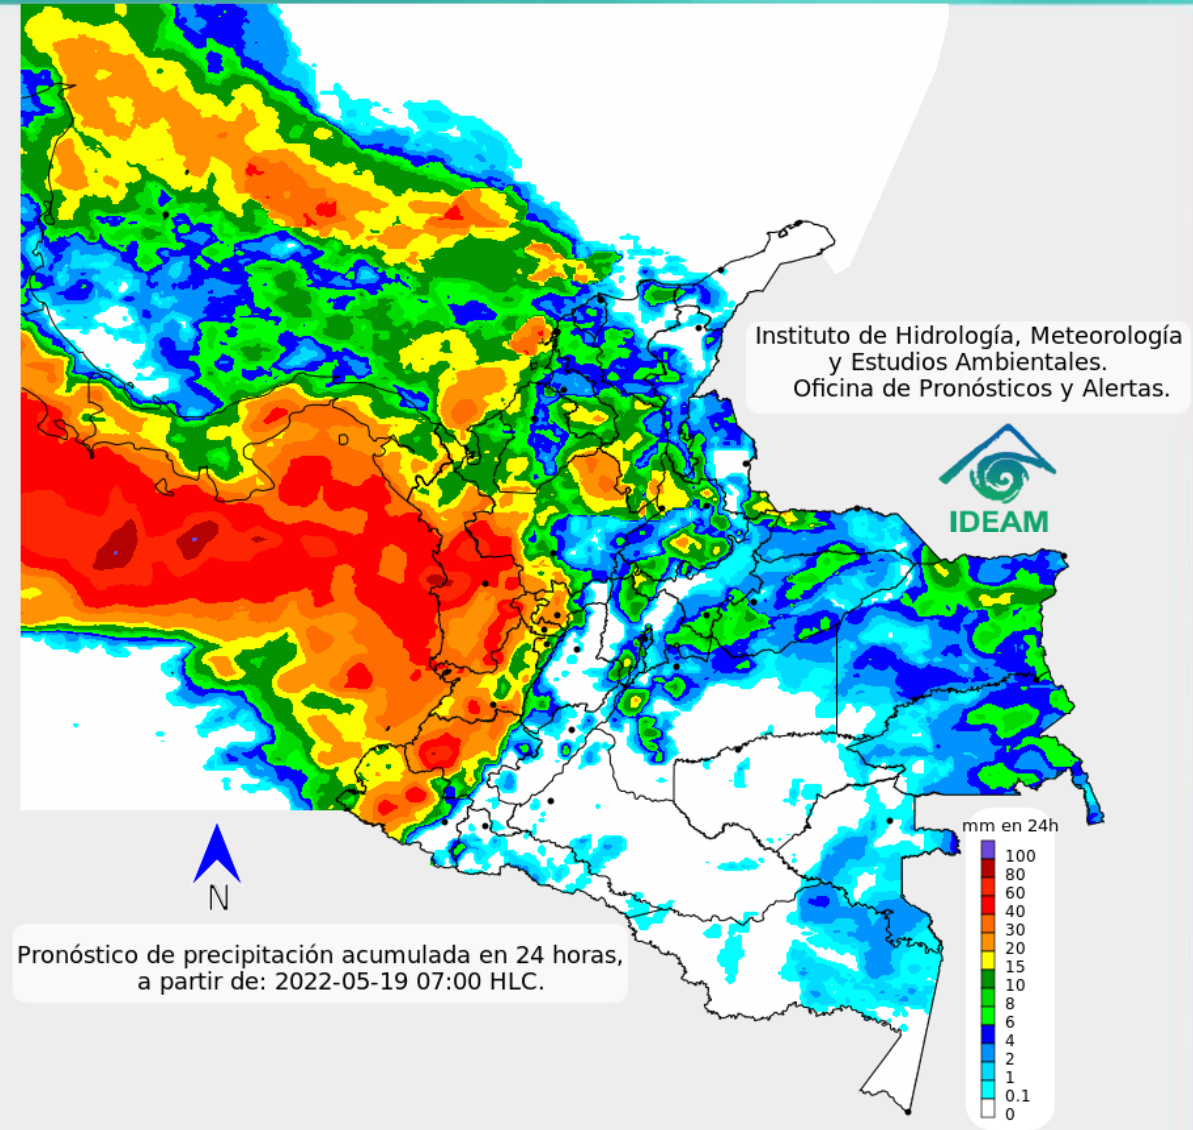 Instituto de Hidrología, Meteorología
y Estudios Ambientales.
Oficina de Pronósticos y Alertas.
IDEAM
mm en 24h
100
80
60
40
30
20
15
10
8
6
4
2
1
0.1
0
N
Pronóstico de precipitación acumulada en 24 horas,
a partir de: 2022-05-19 07:00 HLC.